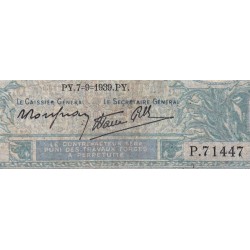 PY.7-9=1939.PY.
LE CAISSIER GÉNÉRAL LE SECRÉTAIRE GÉNÉRAL
LE CONTREFACTEUR SERA
PUNI DES TRAVAUX FORCÉS
À PERPÉTUITÉ
P.71447